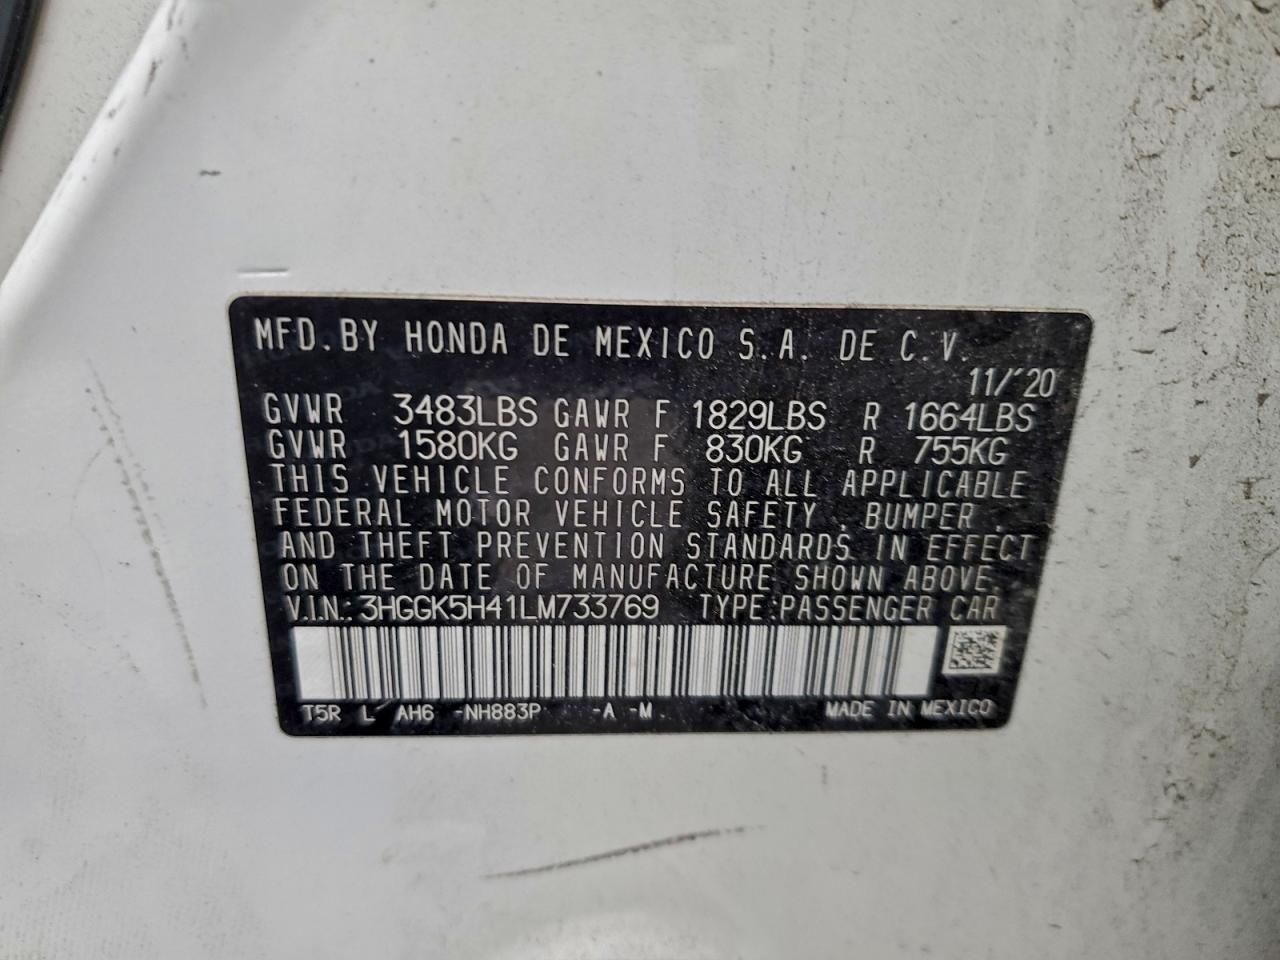 MFD.BY HONDA DE MEXICO S.A. DE C.V.
11/'20
GVWR 3483LBS GAWR F 1829LBS R 1664LBS
GVWR 1580KG GAWR F 830KG R 755KG
THIS VEHICLE CONFORMS TO ALL APPLICABLE
FEDERAL MOTOR VEHICLE SAFETY, BUMPER,
AND THEFT PREVENTION STANDARDS IN EFFECT
ON THE DATE OF MANUFACTURE SHOWN ABOVE.
V.I.N.: 3HGGK5H41LM733769 TYPE:PASSENGER CAR
T5R L AH6 -NH883P -A -M MADE IN MEXICO